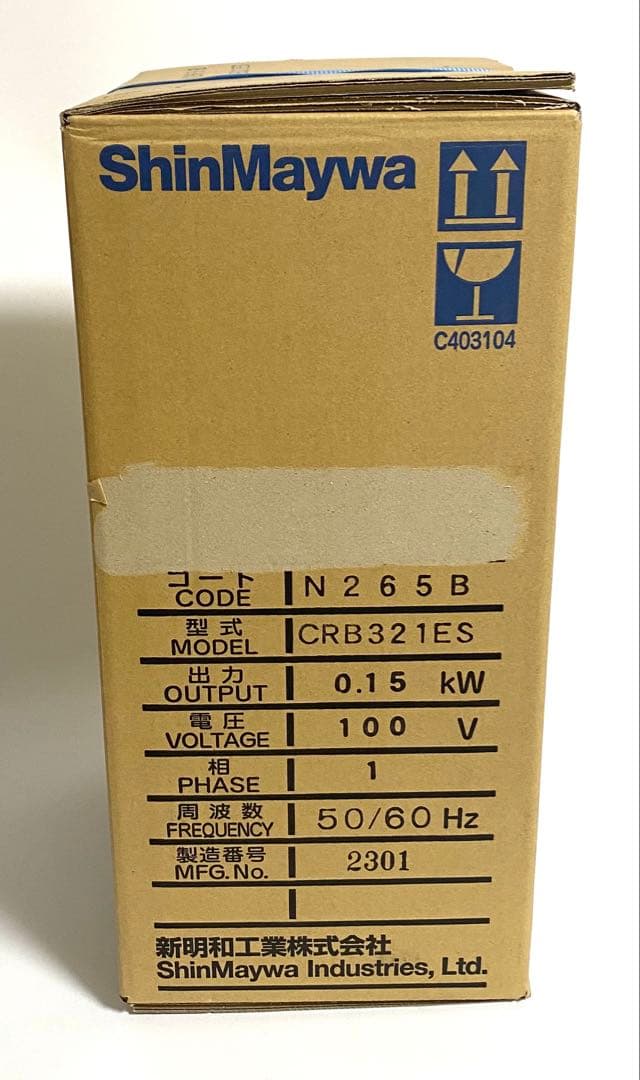 ShinMaywa
C403104
コード
CODE N265B
型式
MODEL CRB321ES
出力
OUTPUT 0.15 kW
電圧
VOLTAGE 100 V
相
PHASE 1
周波数
FREQUENCY 50/60 Hz
製造番号
MFG.No. 2301
新明和工業株式会社
ShinMaywa Industries, Ltd.